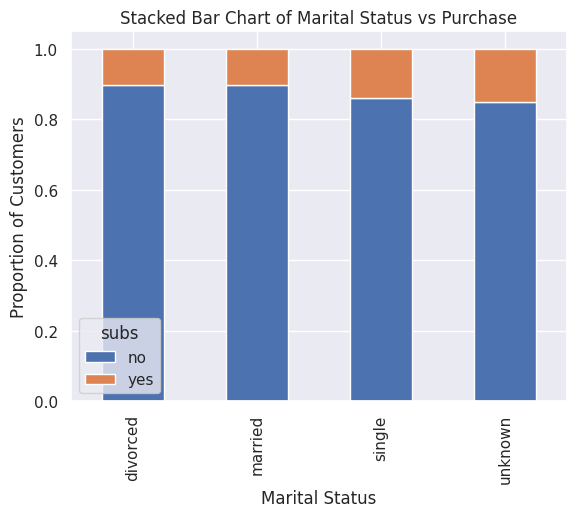 Stacked Bar Chart of Marital Status vs Purchase
Proportion of Customers
1.0
0.8
0.6
0.4
0.2
0.0
subs
no
yes
divorced
married
single
unknown
Marital Status